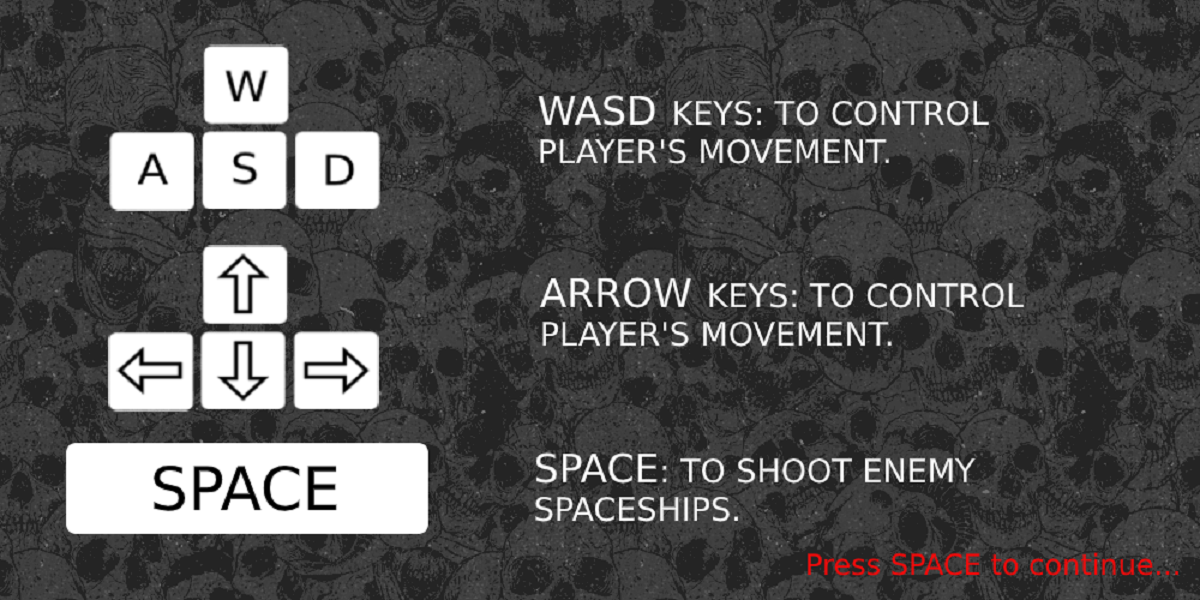 W
A S D
WASD KEYS: TO CONTROL
PLAYER'S MOVEMENT.
ARROW KEYS: TO CONTROL
PLAYER'S MOVEMENT.
SPACE
SPACE: TO SHOOT ENEMY
SPACESHIPS.
Press SPACE to continue...